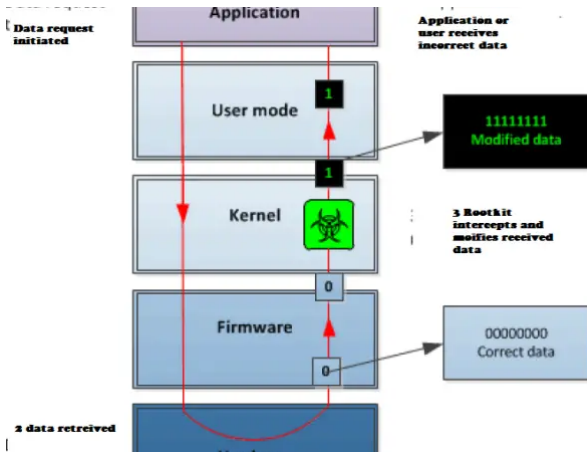 Application
Data request
initiated
Application or
user receives
incorrect data
1
User mode
11111111
Modified data
1
Kernel
3 Rootkit
intercepts and
moifies received
data
0
Firmware
00000000
Correct data
0
2 data retreived